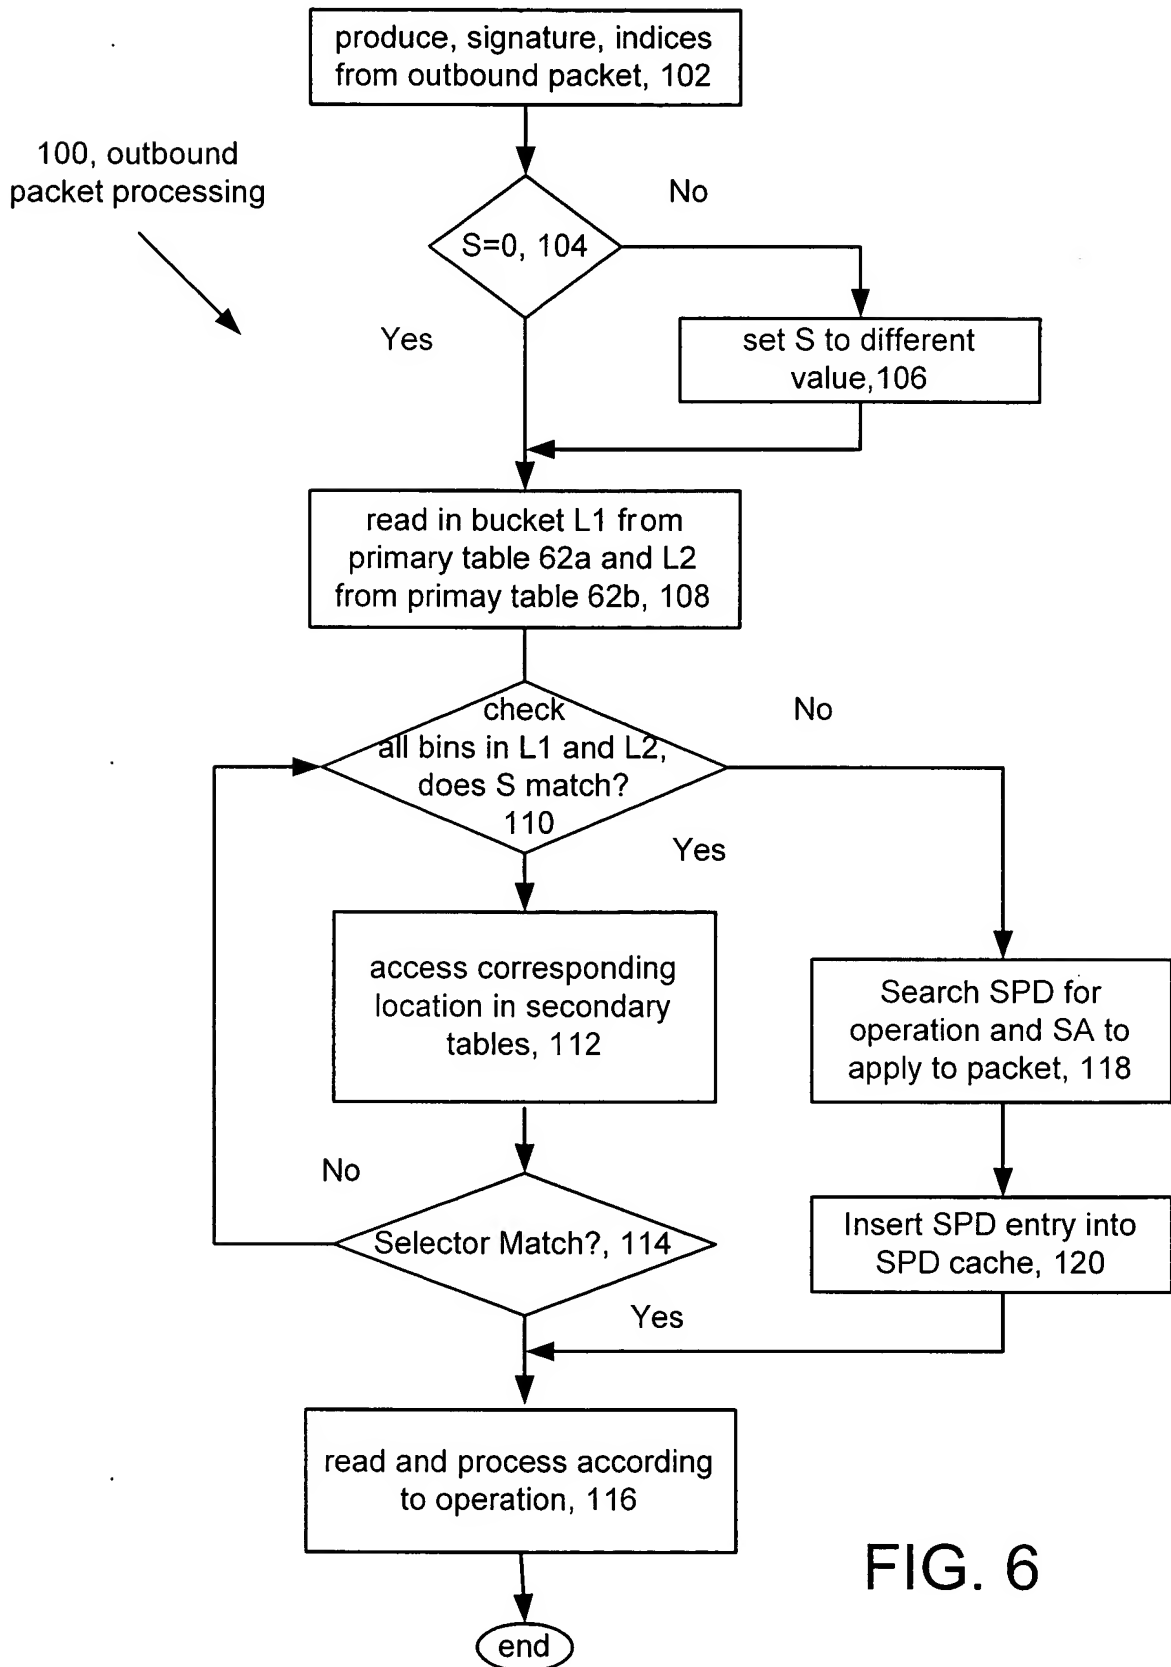 produce, signature, indices
from outbound packet, 102
100, outbound
packet processing
No
S=0, 104
Yes
set S to different
value,106
read in bucket L1 from
primary table 62a and L2
from primay table 62b, 108
check
all bins in L1 and L2,
does S match?
110
No
Yes
access corresponding
location in secondary
tables, 112
Search SPD for
operation and SA to
apply to packet, 118
No
Selector Match?, 114
Insert SPD entry into
SPD cache, 120
Yes
read and process according
to operation, 116
FIG. 6
end